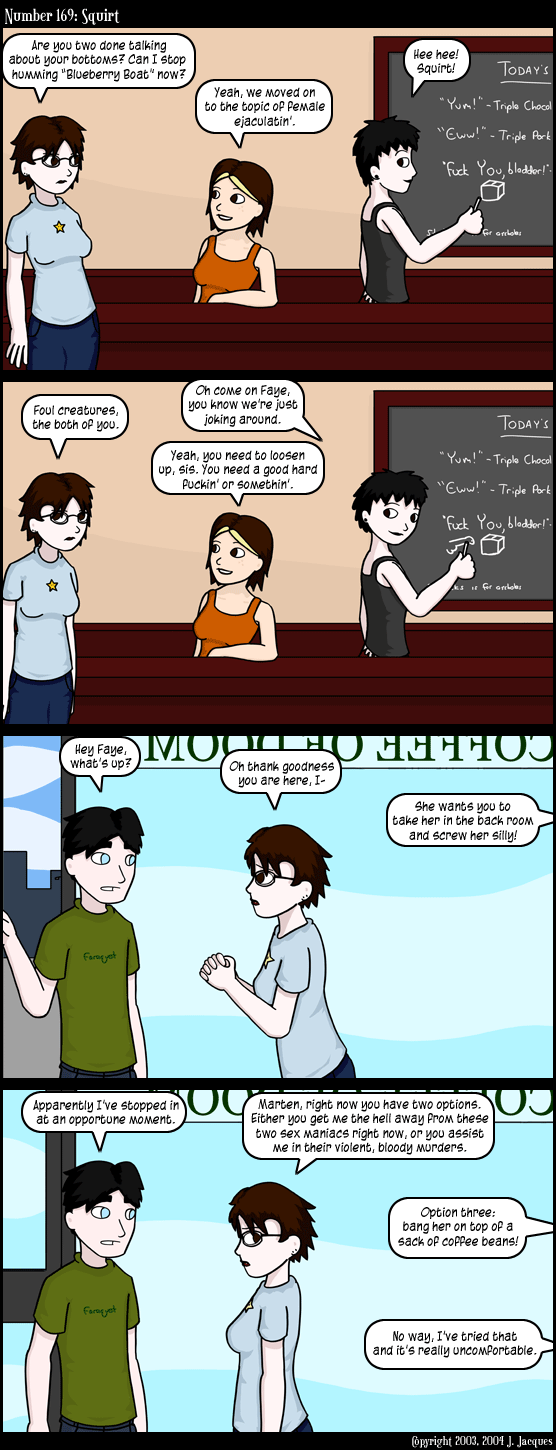 Number 169: Squirt
Are you two done talking
about your bottoms? Can I stop
humming "Blueberry Boat" now?
Yeah, we moved on
to the topic of female
ejaculatin'.
Hee hee!
Squirt!
TODAY'S
"Yum!" - Triple Chocol
"Eww!" - Triple Pork
"Fuck You, bladder!"-
for assholes
Foul creatures,
the both of you.
Oh come on Faye,
you know we're just
joking around.
Yeah, you need to loosen
up, sis. You need a good hard
fuckin' or somethin'.
TODAY'S
"Yum!" - Triple Chocol
"Eww!" - Triple Pork
"Fuck You, bladder!"
is for assholes
COFFEE OF DOOM
Hey Faye,
what's up?
Oh thank goodness
you are here, I-
She wants you to
take her in the back room
and screw her silly!
Apparently I've stopped in
at an opportune moment.
Marten, right now you have two options.
Either you get me the hell away from these
two sex maniacs right now, or you assist
me in their violent, bloody murders.
Option three:
bang her on top of a
sack of coffee beans!
No way, I've tried that
and it's really uncomfortable.
Copyright 2003, 2004 J. Jacques